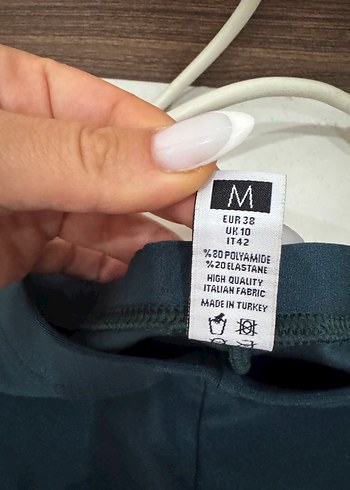 M
EUR 38
UK 10
IT 42
%80 POLYAMIDE
%20 ELASTANE
HIGH QUALITY
ITALIAN FABRIC
MADE IN TURKEY